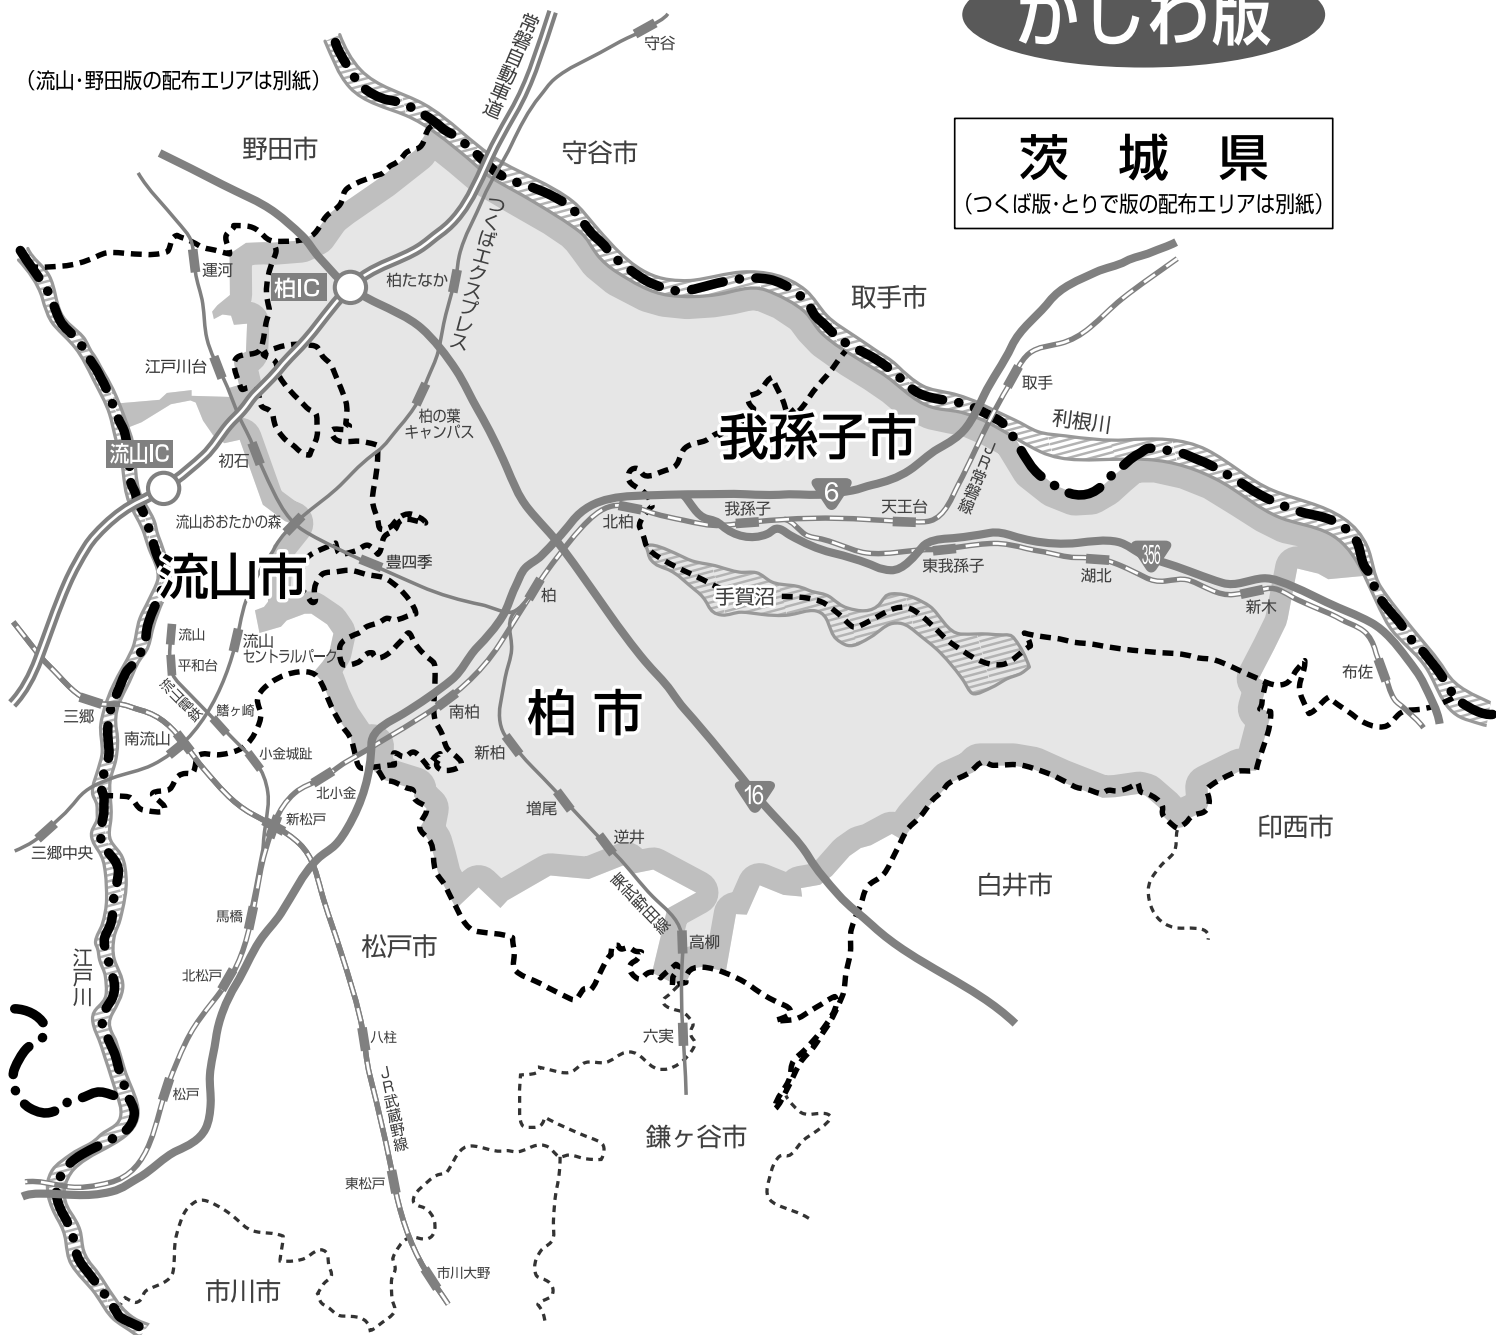 かしわ版
(流山・野田版の配布エリアは別紙)
茨城県
(つくば版・とりで版の配布エリアは別紙)
常磐自動車道
守谷
野田市
守谷市
つくばエクスプレス
運河
柏IC
柏たなか
取手市
江戸川台
柏の葉
キャンパス
取手
利根川
我孫子市
流山IC
初石
JR常磐線
6
流山おおたかの森
北柏
我孫子
天王台
豊四季
東我孫子
356
湖北
新木
流山市
柏
手賀沼
流山
平和台
流山
セントラルパーク
布佐
流山電鉄
鰭ヶ崎
三郷
南流山
小金城趾
南柏
柏市
新柏
北小金
16
増尾
新松戸
逆井
三郷中央
印西市
白井市
東武野田線
馬橋
松戸市
高柳
江戸川
北松戸
八柱
六実
松戸
JR武蔵野線
鎌ヶ谷市
東松戸
市川市
市川大野